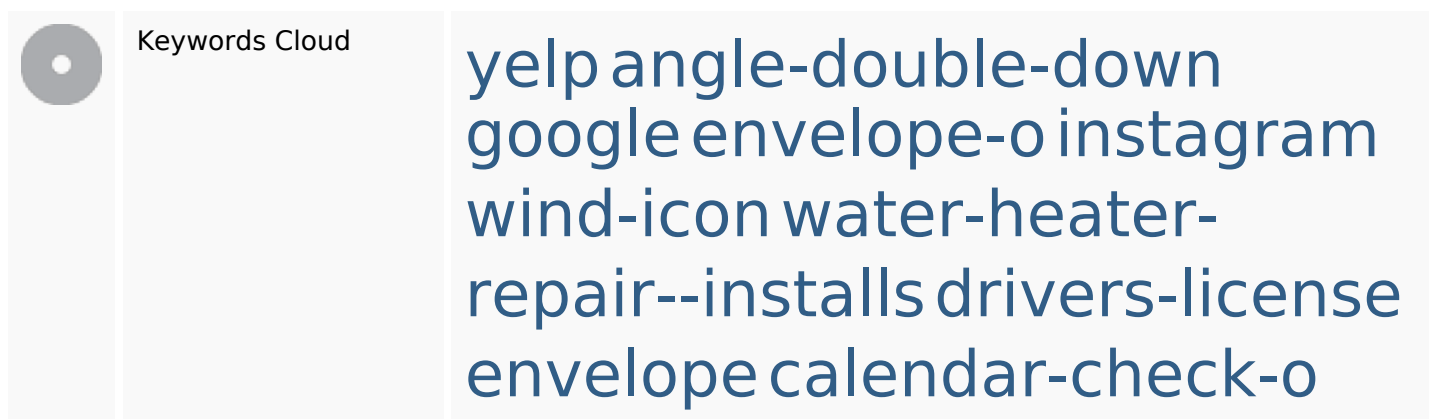 Keywords Cloud
yelp angle-double-down
google envelope-o instagram
wind-icon water-heater-
repair--installs drivers-license
envelope calendar-check-o